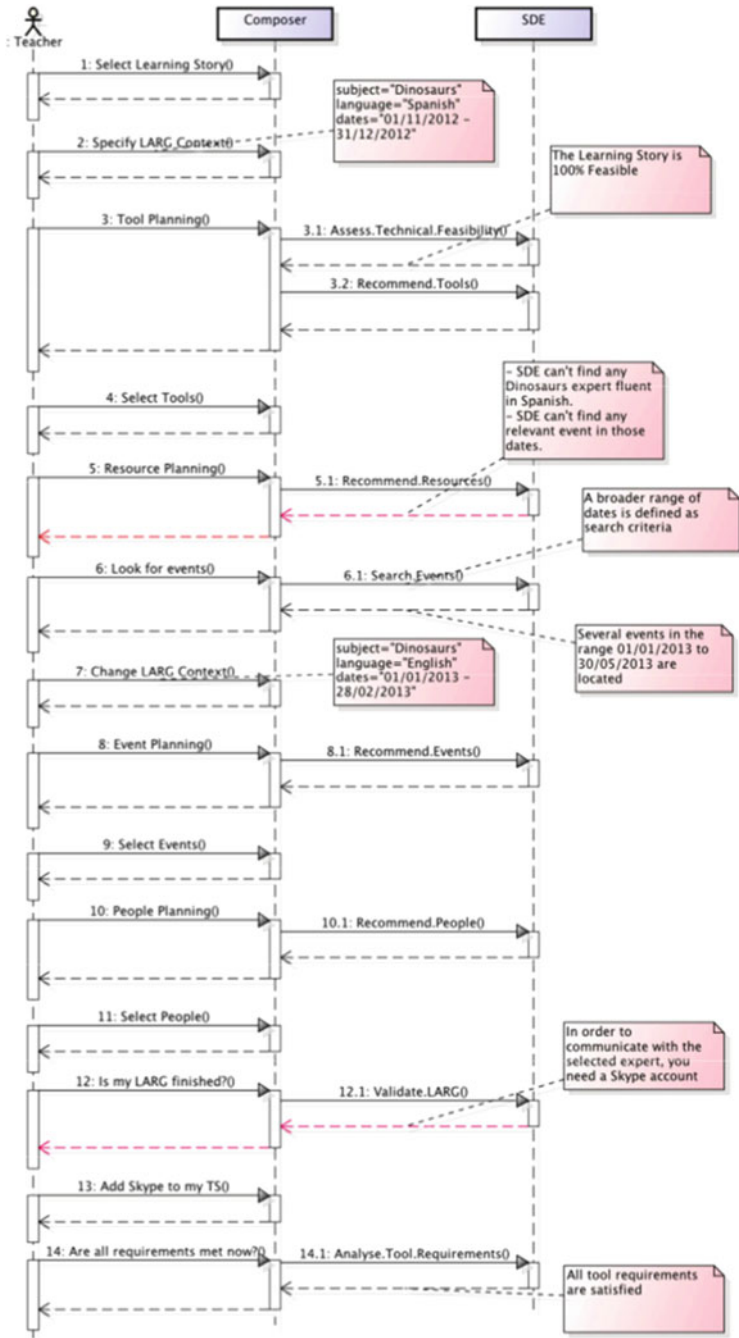 : Teacher
Composer
SDE
1: Select Learning Story()
subject="Dinosaurs"
language="Spanish"
dates="01/11/2012 –
31/12/2012"
2: Specify LARG Context()
The Learning Story is
100% Feasible
3: Tool Planning()
3.1: Assess.Technical.Feasibility()
3.2: Recommend.Tools()
– SDE can't find any
Dinosaurs expert fluent
in Spanish.
– SDE can't find any
relevant event in those
dates.
4: Select Tools()
5: Resource Planning()
5.1: Recommend.Resources()
A broader range of
dates is defined as
search criteria
6: Look for events()
6.1: Search.Events()
Several events in the
range 01/01/2013 to
30/05/2013 are
located
subject="Dinosaurs"
language="English"
dates="01/01/2013 –
28/02/2013"
7: Change LARG Context()
8: Event Planning()
8.1: Recommend.Events()
9: Select Events()
10: People Planning()
10.1: Recommend.People()
11: Select People()
In order to
communicate with the
selected expert, you
need a Skype account
12: Is my LARG finished?()
12.1: Validate.LARG()
13: Add Skype to my TS()
14: Are all requirements met now?()
14.1: Analyse.Tool.Requirements()
All tool requirements
are satisfied